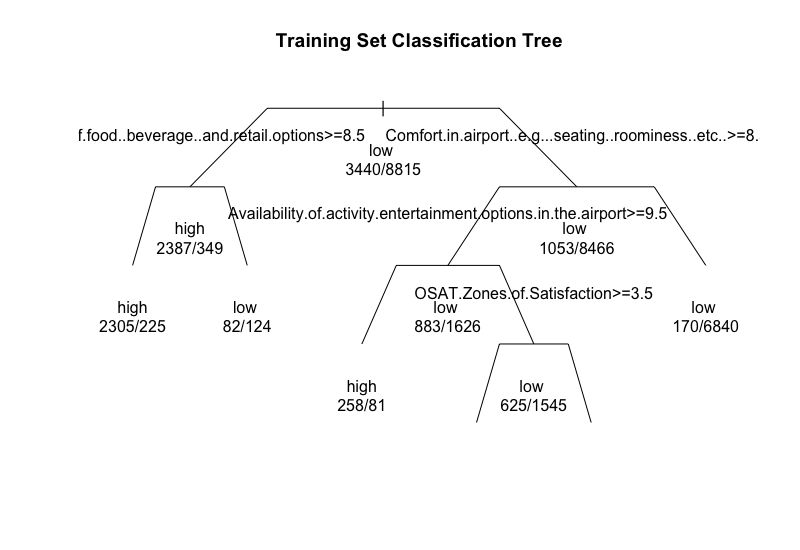 Training Set Classification Tree
f.food..beverage..and.retail.options>=8.5
low
3440/8815
Comfort.in.airport..e.g...seating..roominess..etc..>=8.
high
2387/349
Availability.of.activity.entertainment.options.in.the.airport>=9.5
low
1053/8466
high
2305/225
low
82/124
OSAT.Zones.of.Satisfaction>=3.5
low
883/1626
low
170/6840
high
258/81
low
625/1545